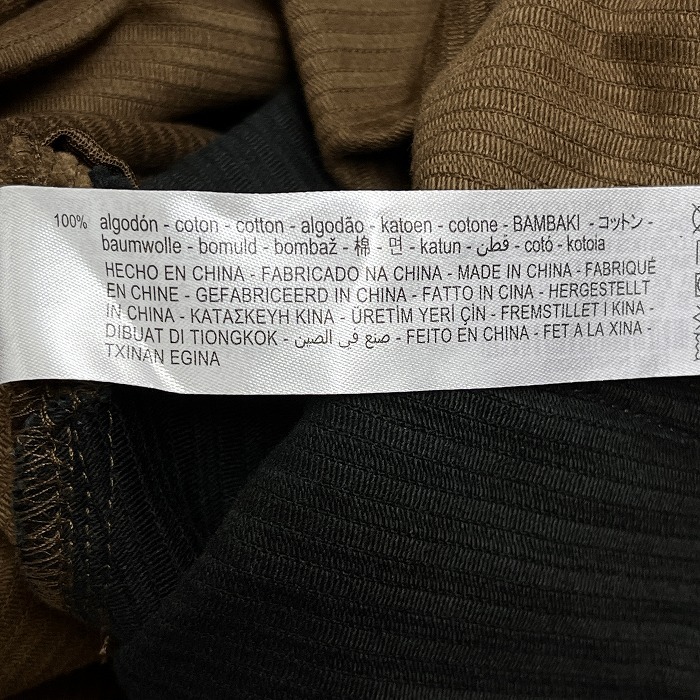 100% algodón - coton - cotton - algodão - katoen - cotone - BAMBAKI - コットン -
baumwolle - bomuld - bombaž - 棉 - 면 - katun - قطن - cotó - kotoia
HECHO EN CHINA - FABRICADO NA CHINA - MADE IN CHINA - FABRIQUÉ
EN CHINE - GEFABRICEERD IN CHINA - FATTO IN CINA - HERGESTELLT
IN CHINA - ΚΑΤΑΣΚΕΥΗ ΚΙΝΑ - ÜRETİM YERİ ÇİN - FREMSTILLET I KINA -
DIBUAT DI TIONGKOK - صنع في الصين - FEITO EN CHINA - FET A LA XINA -
TXINAN EGINA